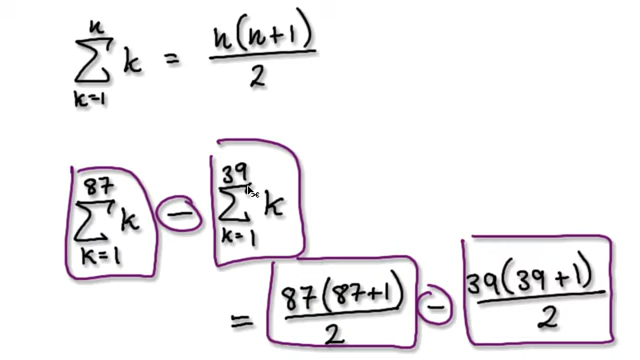 ∑_{k=1}^{n} k = n(n+1)/2
∑_{k=1}^{87} k − ∑_{k=1}^{39} k
= 87(87+1)/2 − 39(39+1)/2